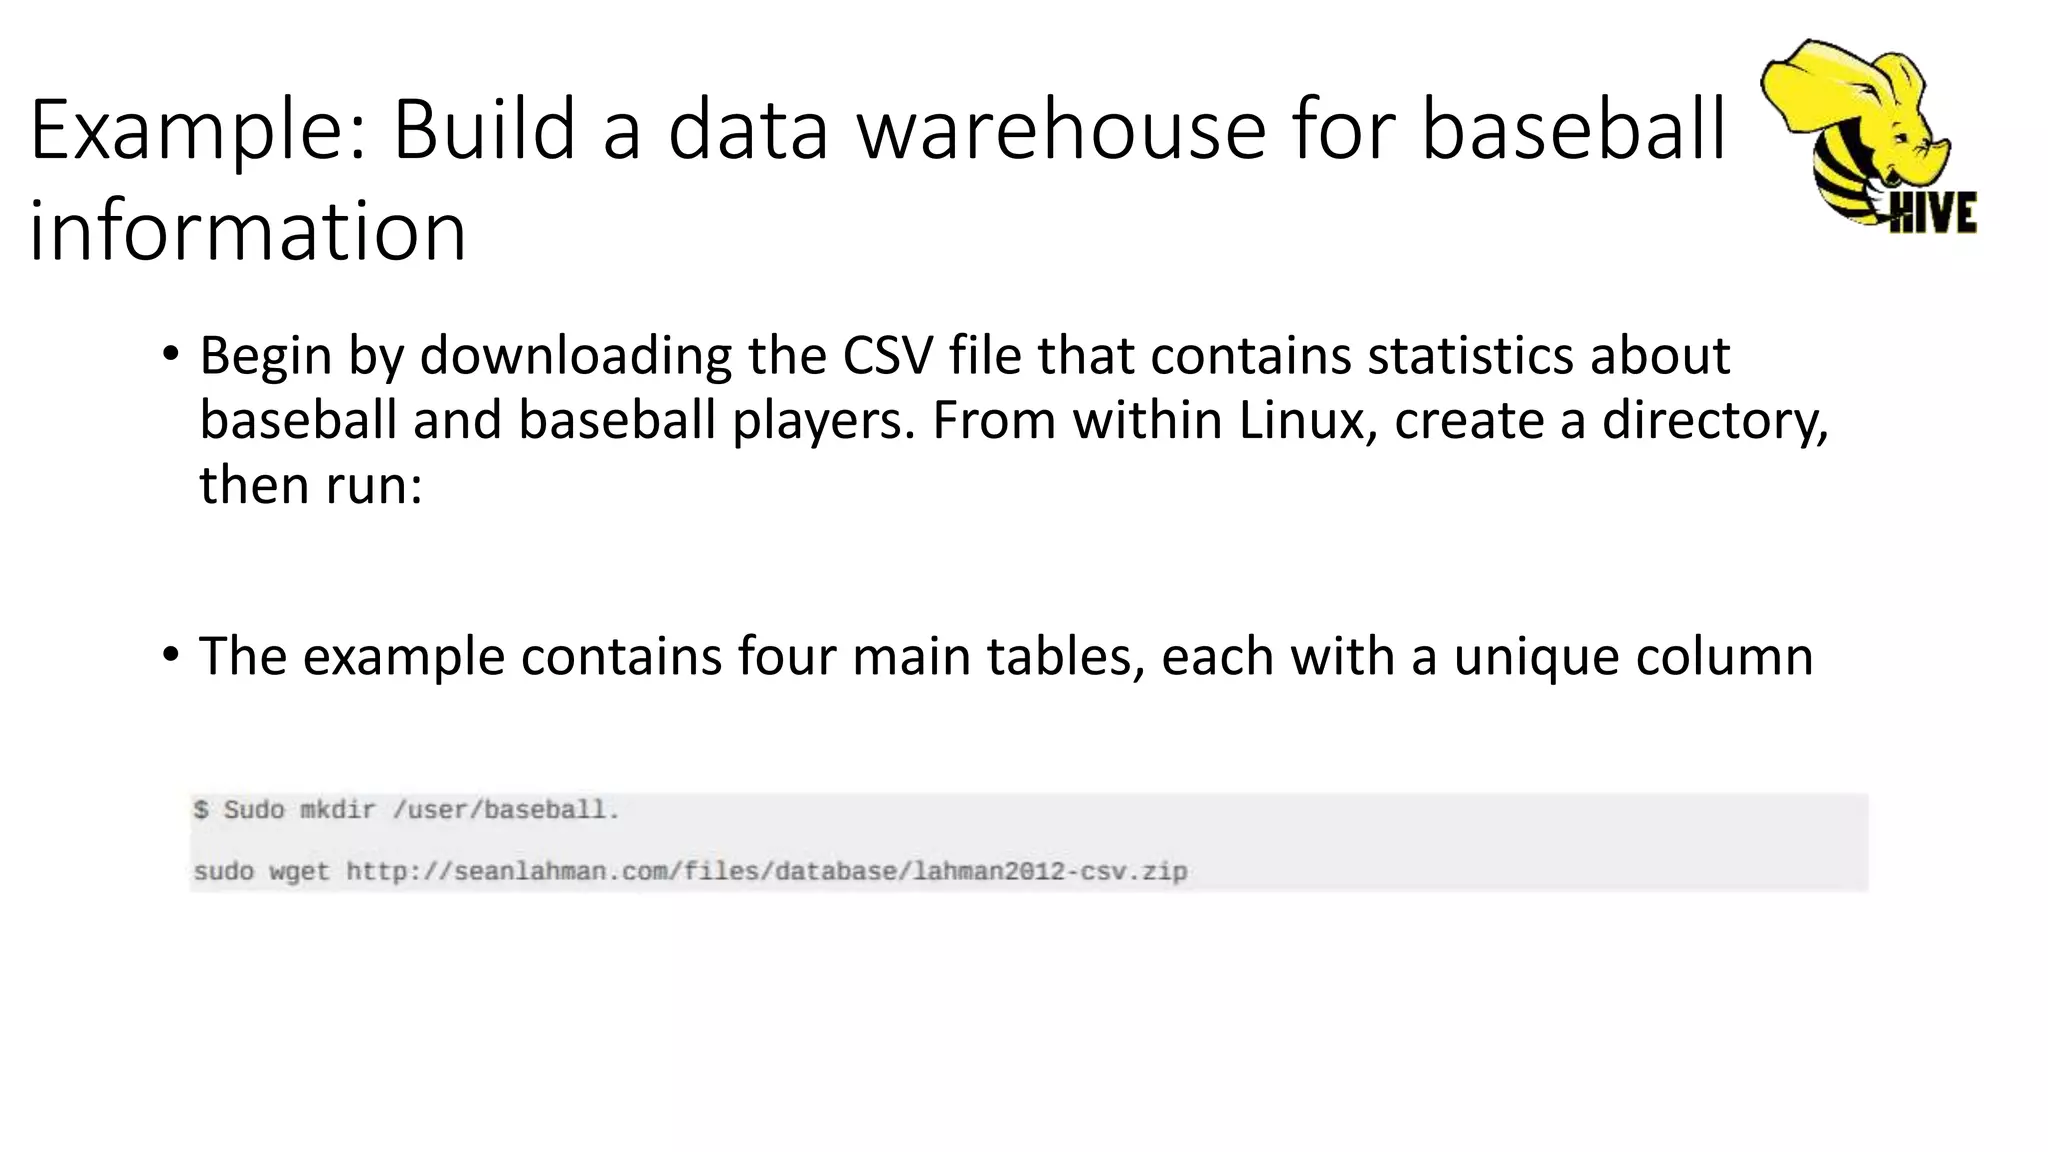 Example: Build a data warehouse for baseball
information
HIVE
• Begin by downloading the CSV file that contains statistics about
baseball and baseball players. From within Linux, create a directory,
then run:
• The example contains four main tables, each with a unique column
$ Sudo mkdir /user/baseball.
sudo wget http://seanlahman.com/files/database/lahman2012-csv.zip